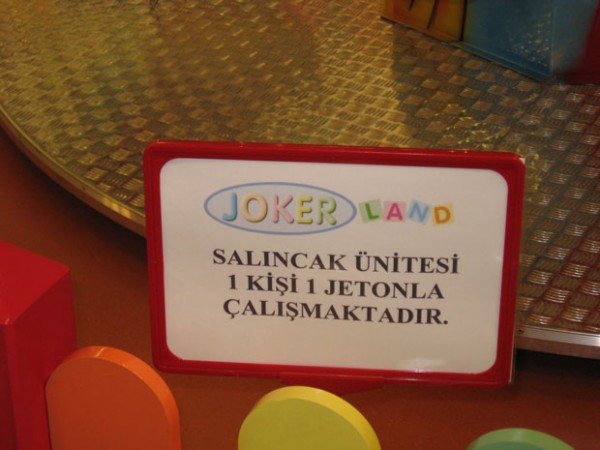 JOKER LAND
SALINCAK ÜNİTESİ
1 KİŞİ 1 JETONLA
ÇALIŞMAKTADIR.